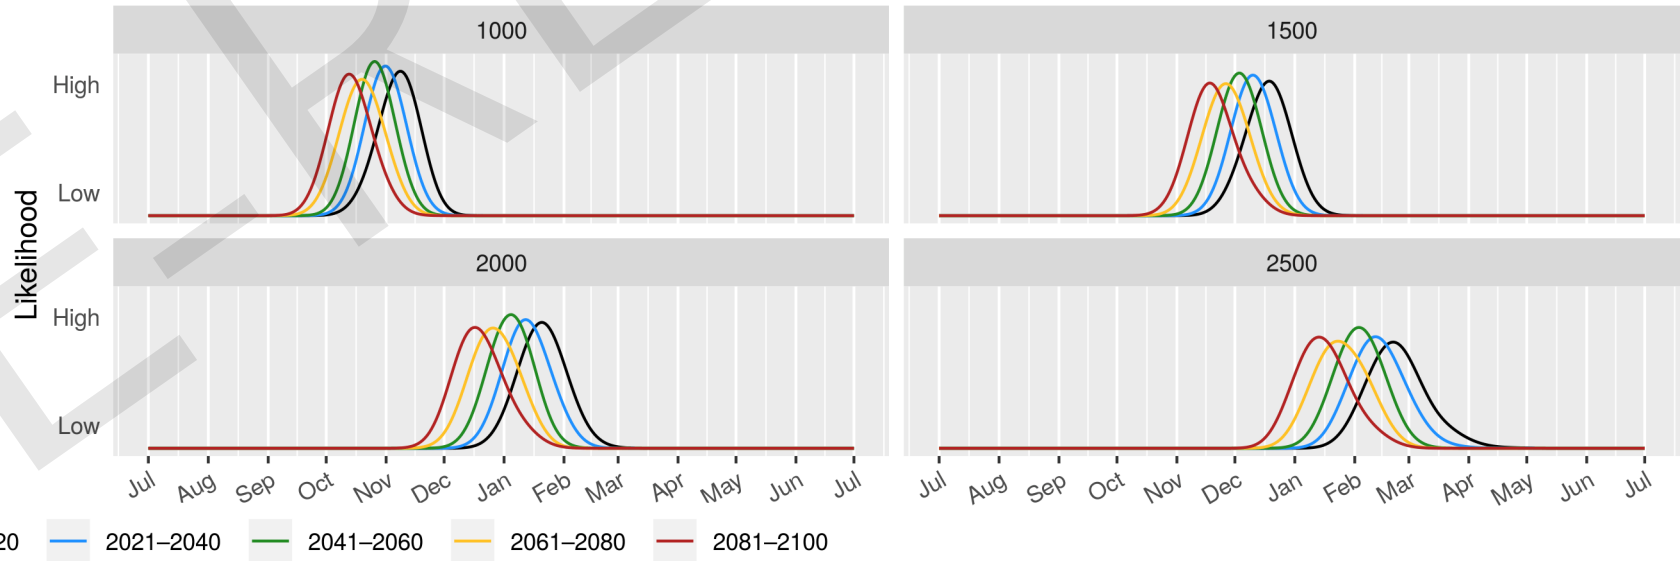 1000
1500
High
Low
Likelihood
2000
2500
High
Low
Jul Aug Sep Oct Nov Dec Jan Feb Mar Apr May Jun Jul
Jul Aug Sep Oct Nov Dec Jan Feb Mar Apr May Jun Jul
20 2021–2040 2041–2060 2061–2080 2081–2100